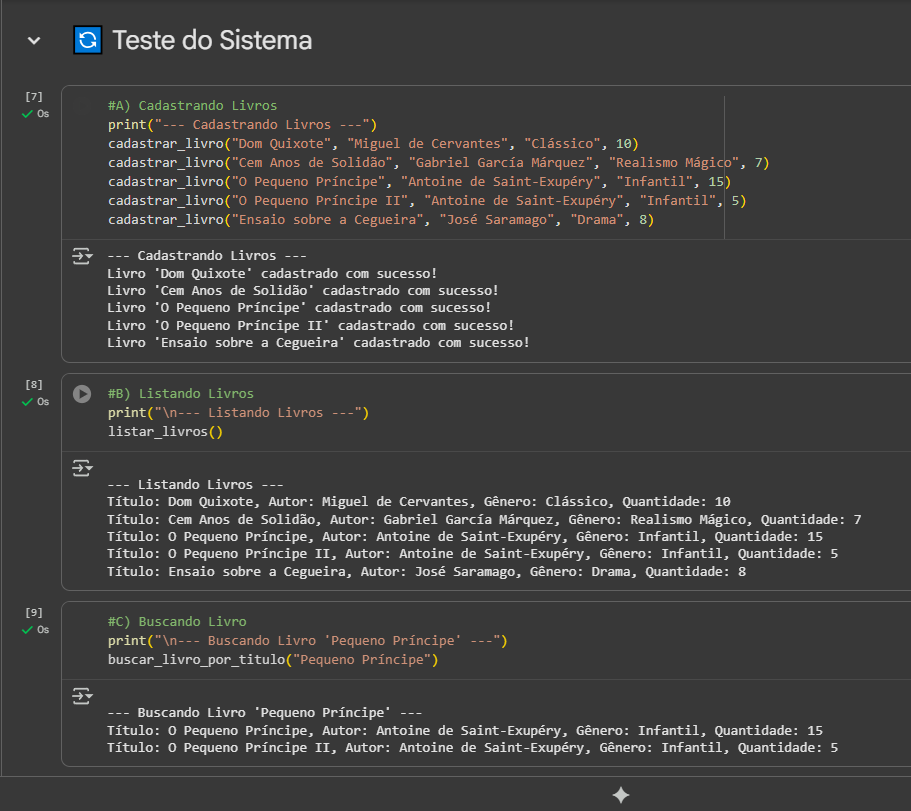 Teste do Sistema
[7]
0s
#A) Cadastrando Livros
print("--- Cadastrando Livros ---")
cadastrar_livro("Dom Quixote", "Miguel de Cervantes", "Clássico", 10)
cadastrar_livro("Cem Anos de Solidão", "Gabriel García Márquez", "Realismo Mágico", 7)
cadastrar_livro("O Pequeno Príncipe", "Antoine de Saint-Exupéry", "Infantil", 15)
cadastrar_livro("O Pequeno Príncipe II", "Antoine de Saint-Exupéry", "Infantil", 5)
cadastrar_livro("Ensaio sobre a Cegueira", "José Saramago", "Drama", 8)
--- Cadastrando Livros ---
Livro 'Dom Quixote' cadastrado com sucesso!
Livro 'Cem Anos de Solidão' cadastrado com sucesso!
Livro 'O Pequeno Príncipe' cadastrado com sucesso!
Livro 'O Pequeno Príncipe II' cadastrado com sucesso!
Livro 'Ensaio sobre a Cegueira' cadastrado com sucesso!
[8]
0s
#B) Listando Livros
print("\n--- Listando Livros ---")
listar_livros()
--- Listando Livros ---
Título: Dom Quixote, Autor: Miguel de Cervantes, Gênero: Clássico, Quantidade: 10
Título: Cem Anos de Solidão, Autor: Gabriel García Márquez, Gênero: Realismo Mágico, Quantidade: 7
Título: O Pequeno Príncipe, Autor: Antoine de Saint-Exupéry, Gênero: Infantil, Quantidade: 15
Título: O Pequeno Príncipe II, Autor: Antoine de Saint-Exupéry, Gênero: Infantil, Quantidade: 5
Título: Ensaio sobre a Cegueira, Autor: José Saramago, Gênero: Drama, Quantidade: 8
[9]
0s
#C) Buscando Livro
print("\n--- Buscando Livro 'Pequeno Príncipe' ---")
buscar_livro_por_titulo("Pequeno Príncipe")
--- Buscando Livro 'Pequeno Príncipe' ---
Título: O Pequeno Príncipe, Autor: Antoine de Saint-Exupéry, Gênero: Infantil, Quantidade: 15
Título: O Pequeno Príncipe II, Autor: Antoine de Saint-Exupéry, Gênero: Infantil, Quantidade: 5